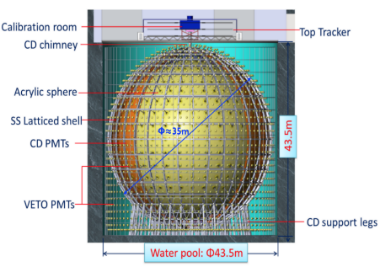 Calibration room
CD chimney
Top Tracker
Acrylic sphere
SS Latticed shell
CD PMTs
VETO PMTs
Φ≈35m
43.5m
CD support legs
Water pool: Φ43.5m